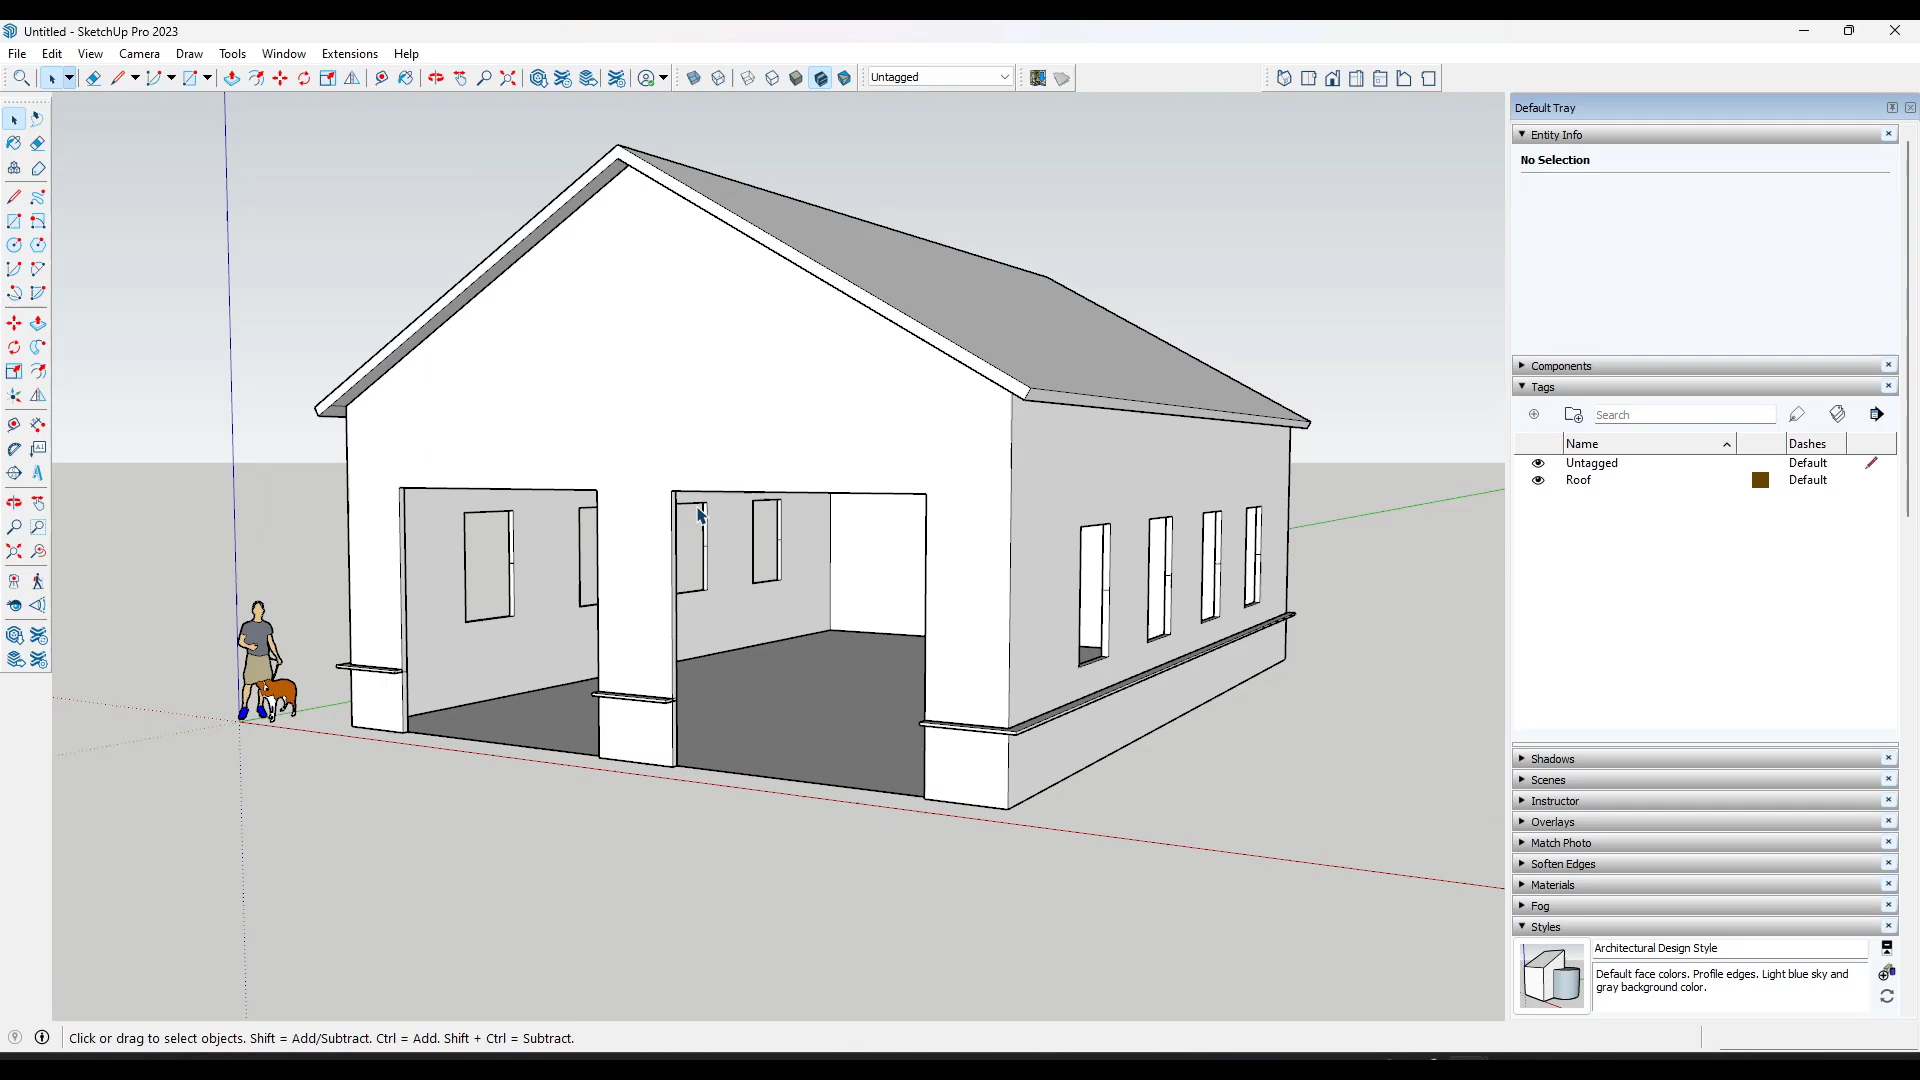 Untitled - SketchUp Pro 2023
File Edit View Camera Draw Tools Window Extensions Help
Untagged
Default Tray
Entity Info
No Selection
Components
Tags
Search
Name Dashes
Untagged Default
Roof Default
Shadows
Scenes
Instructor
Overlays
Match Photo
Soften Edges
Materials
Fog
Styles
Architectural Design Style
Default face colors. Profile edges. Light blue sky and
gray background color.
Click or drag to select objects. Shift = Add/Subtract. Ctrl = Add. Shift + Ctrl = Subtract.